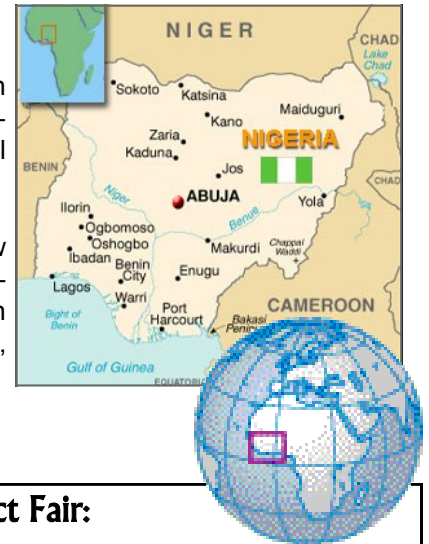 NIGER
CHAD
Lake
Chad
Sokoto
Katsina
Kano
Maiduguri
Zaria
NIGERIA
Kaduna
Jos
BENIN
CHAD
Niger
ABUJA
Yola
Ilorin
Benue
Ogbomoso
Oshogbo
Makurdi
Chappal
Waddi
Ibadan
Benin
City
Enugu
Lagos
Warri
CAMEROON
Port
Harcourt
Bight of
Benin
Bakasi
Gulf of Guinea
ct Fair: